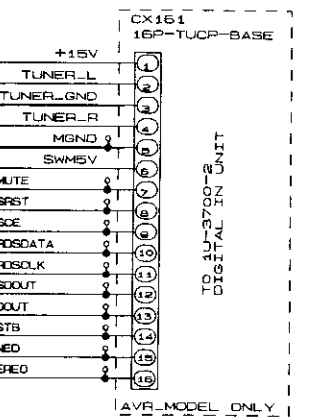 CX161
16P-TUCP-BASE
+15V 1
TUNER_L 2
TUNER_GND 3
TUNER_R 4
MGND 5
SWM5V 6
MUTE 7
SRST 8
SCE 9
RDSDATA 10
RDSCLK 11
SDOUT 12
DOUT 13
STB 14
NED 15
EREO 16
TO 1U-3700-2
DIGITAL IN UNIT
AVR_MODEL ONLY